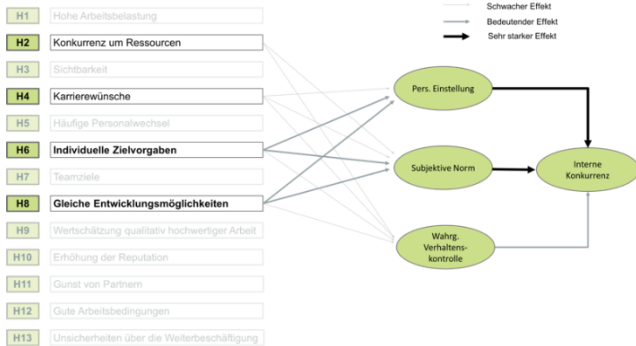 Schwacher Effekt
Bedeutender Effekt
Sehr starker Effekt
H1 Hohe Arbeitsbelastung
H2 Konkurrenz um Ressourcen
H3 Sichtbarkeit
H4 Karrierewünsche
H5 Häufige Personalwechsel
H6 Individuelle Zielvorgaben
H7 Teamziele
H8 Gleiche Entwicklungsmöglichkeiten
H9 Wertschätzung qualitativ hochwertiger Arbeit
H10 Erhöhung der Reputation
H11 Gunst von Partnern
H12 Gute Arbeitsbedingungen
H13 Unsicherheiten über die Weiterbeschäftigung
Pers. Einstellung
Subjektive Norm
Wahrg.
Verhaltens-
kontrolle
Interne
Konkurrenz